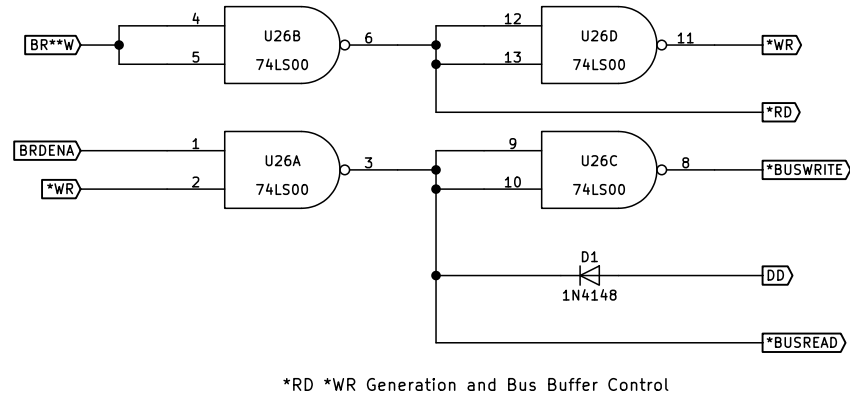 4 U26B 6 12 U26D 11
BR**W *WR
5 74LS00 13 74LS00
*RD
BRDENA 1 U26A 3 9 U26C 8
*BUSWRITE
*WR 2 74LS00 10 74LS00
D1
DD
1N4148
*BUSREAD
*RD *WR Generation and Bus Buffer Control